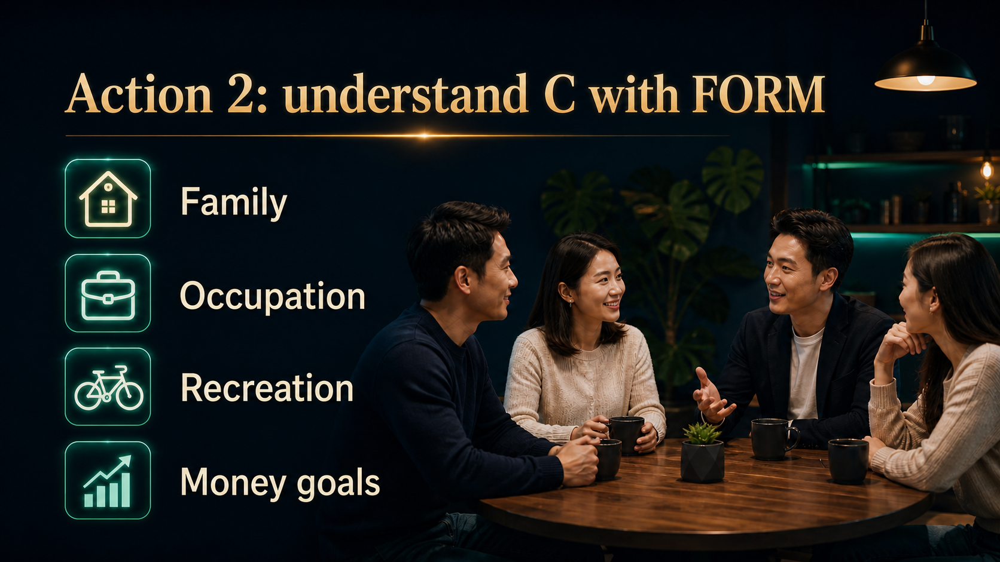 Action 2: understand C with FORM
Family
Occupation
Recreation
Money goals